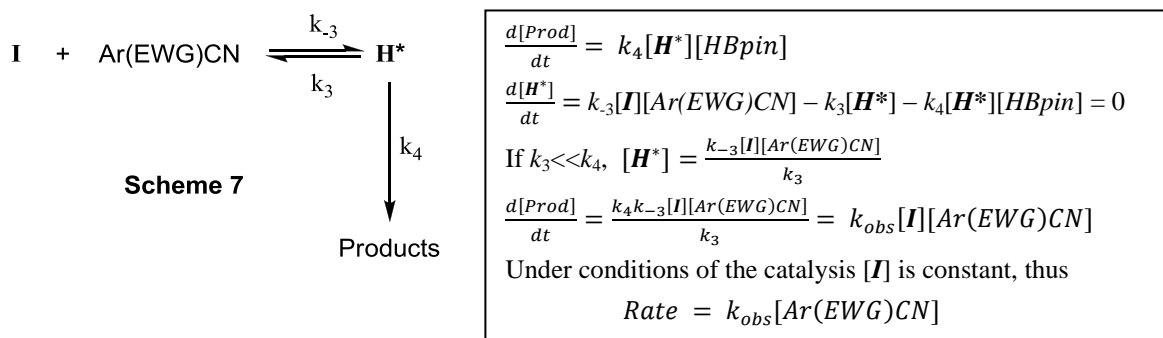 k-3
I + Ar(EWG)CN H*
k3
k4
Scheme 7
Products
d[Prod]/dt = k4[H*][HBpin]
d[H*]/dt = k-3[I][Ar(EWG)CN] – k3[H*] – k4[H*][HBpin] = 0
If k3<<k4, [H*] = k−3[I][Ar(EWG)CN]/k3
d[Prod]/dt = k4k−3[I][Ar(EWG)CN]/k3 = kobs[I][Ar(EWG)CN]
Under conditions of the catalysis [I] is constant, thus
Rate = kobs[Ar(EWG)CN]